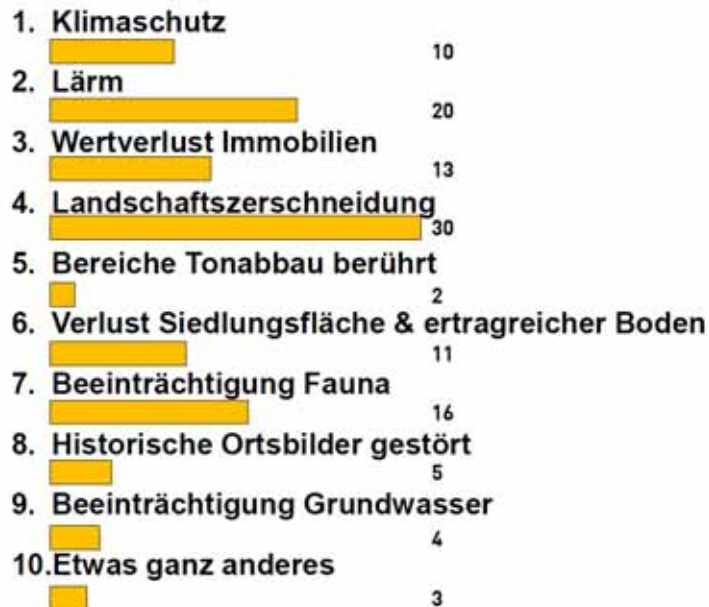 1. Klimaschutz
10
2. Lärm
20
3. Wertverlust Immobilien
13
4. Landschaftszerschneidung
30
5. Bereiche Tonabbau berührt
2
6. Verlust Siedlungsfläche & ertragreicher Boden
11
7. Beeinträchtigung Fauna
16
8. Historische Ortsbilder gestört
5
9. Beeinträchtigung Grundwasser
4
10.Etwas ganz anderes
3